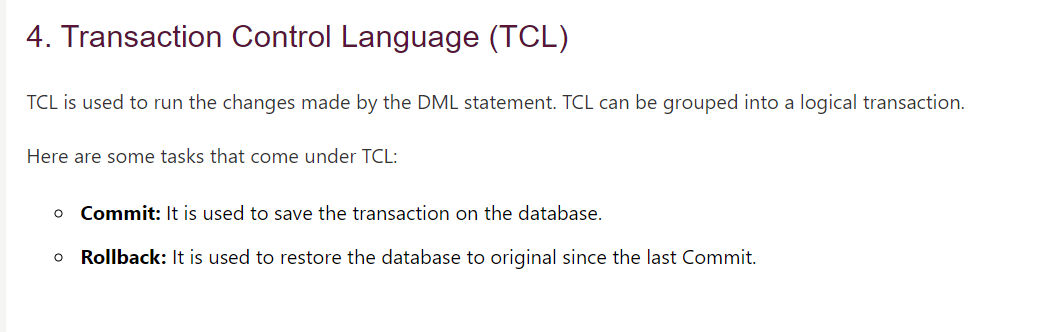 4. Transaction Control Language (TCL)
TCL is used to run the changes made by the DML statement. TCL can be grouped into a logical transaction.
Here are some tasks that come under TCL:
Commit: It is used to save the transaction on the database.
Rollback: It is used to restore the database to original since the last Commit.